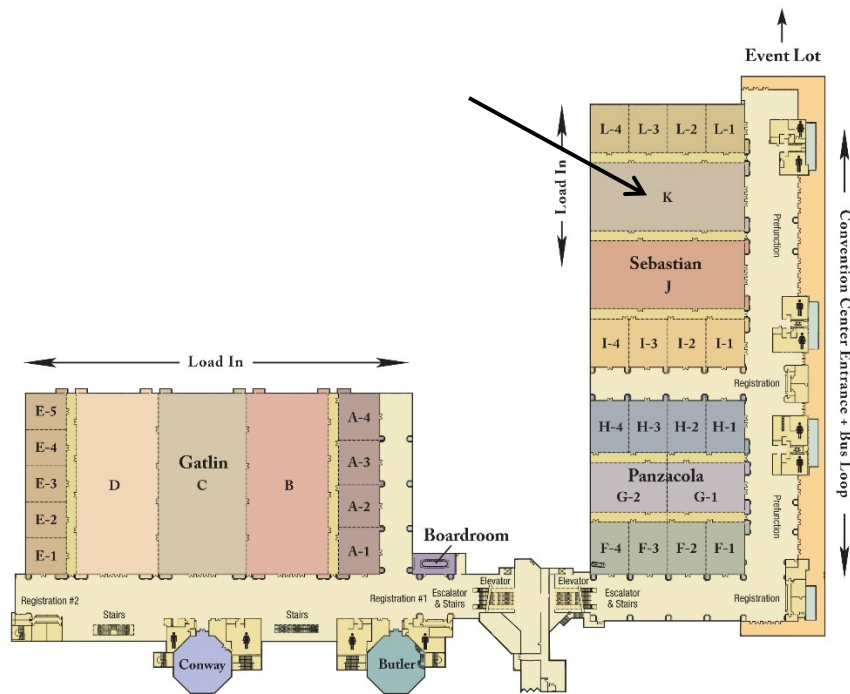 Event Lot
L-4 L-3 L-2 L-1
Load In
K
Prefunction
Convention Center Entrance + Bus Loop
Sebastian
J
I-4 I-3 I-2 I-1
Load In
Registration
E-5
E-4
E-3
E-2
E-1
D
Gatlin
C
B
A-4
A-3
A-2
A-1
H-4 H-3 H-2 H-1
Panzacola
G-2 G-1
Prefunction
F-4 F-3 F-2 F-1
Boardroom
Elevator
Elevator
Registration #2
Stairs
Stairs
Registration #1
Escalator
& Stairs
Escalator
& Stairs
Registration
Conway
Butler